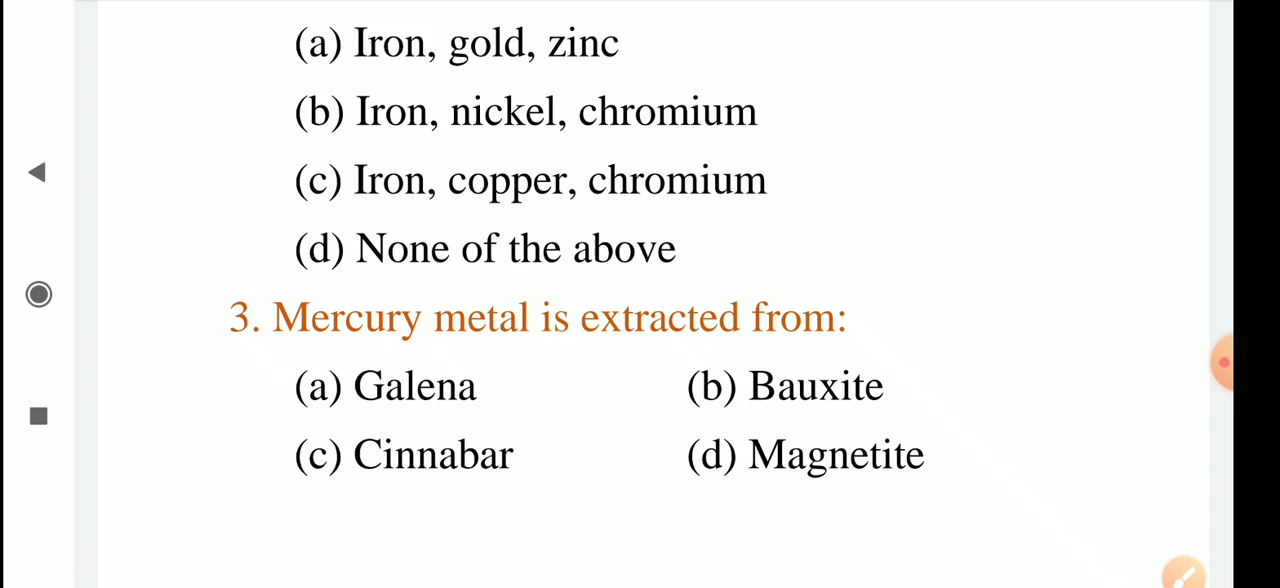 (a) Iron, gold, zinc
(b) Iron, nickel, chromium
(c) Iron, copper, chromium
(d) None of the above
3. Mercury metal is extracted from:
(a) Galena (b) Bauxite
(c) Cinnabar (d) Magnetite